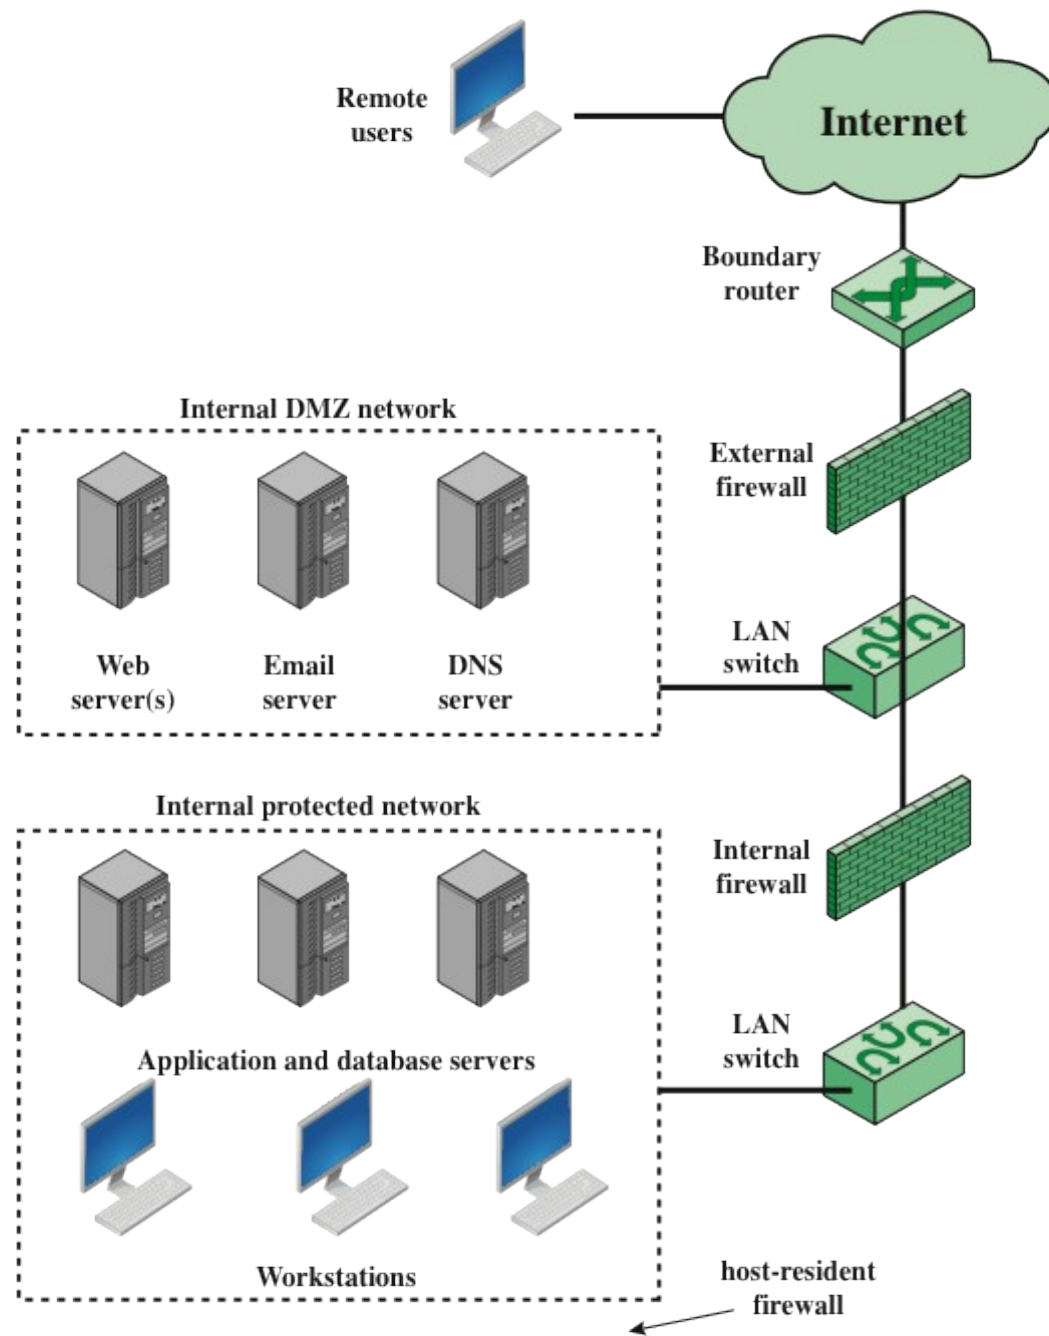 Remote
users
Internet
Boundary
router
Internal DMZ network
External
firewall
Web
server(s)
Email
server
DNS
server
LAN
switch
Internal protected network
Internal
firewall
Application and database servers
LAN
switch
Workstations
host-resident
firewall